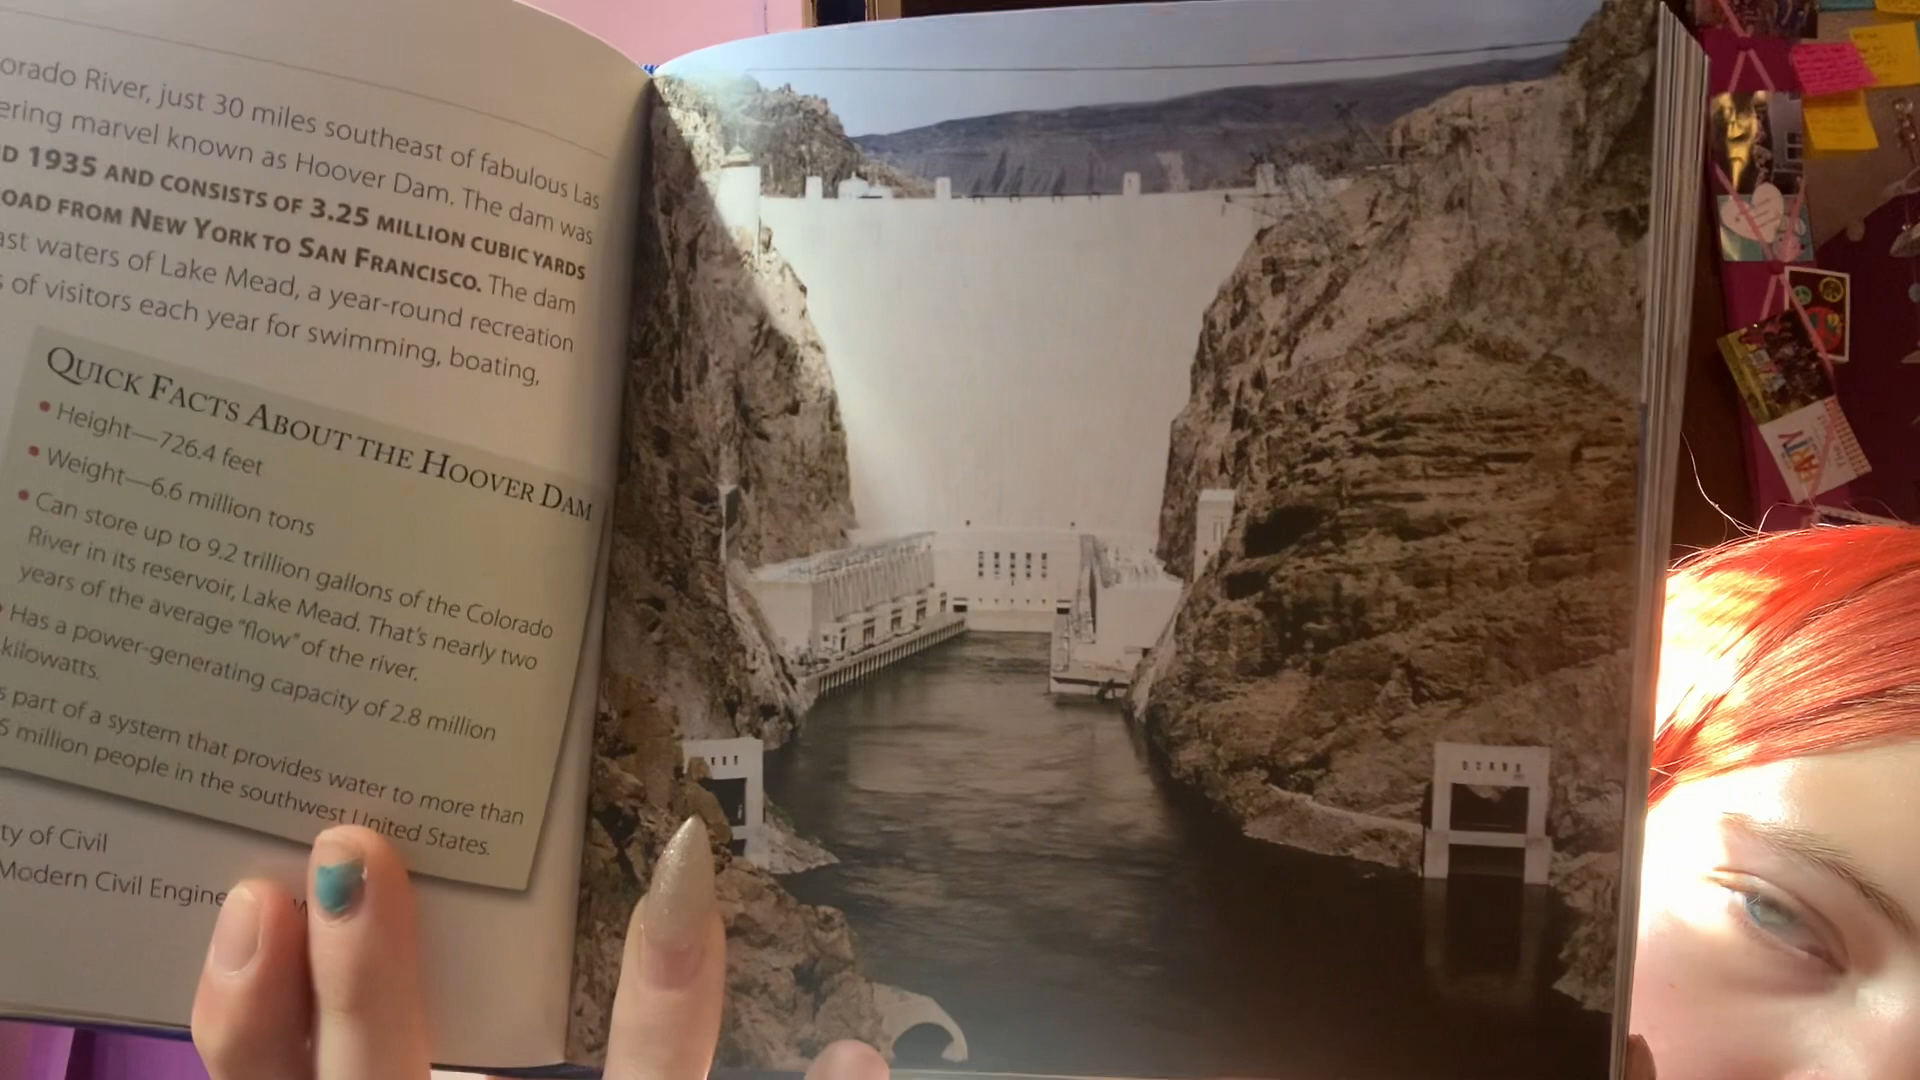 orado River, just 30 miles southeast of fabulous Las
ering marvel known as Hoover Dam. The dam was
D 1935 AND CONSISTS OF 3.25 MILLION CUBIC YARDS
OAD FROM NEW YORK TO SAN FRANCISCO. The dam
ast waters of Lake Mead, a year-round recreation
s of visitors each year for swimming, boating,
QUICK FACTS ABOUT THE HOOVER DAM
• Height—726.4 feet
• Weight—6.6 million tons
• Can store up to 9.2 trillion gallons of the Colorado
River in its reservoir, Lake Mead. That's nearly two
years of the average "flow" of the river.
• Has a power-generating capacity of 2.8 million
kilowatts.
s part of a system that provides water to more than
5 million people in the southwest United States.
ty of Civil
Modern Civil Engine